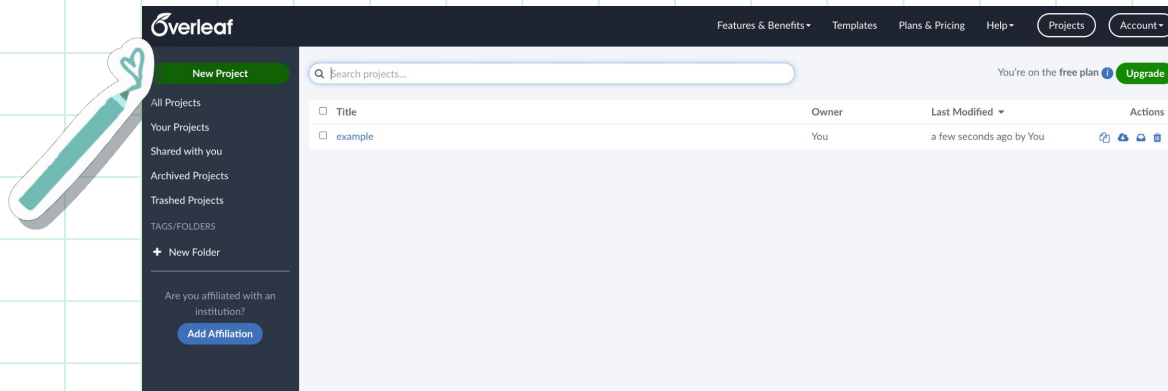 Overleaf
Features & Benefits Templates Plans & Pricing Help Projects Account
New Project
Search projects...
You're on the free plan i Upgrade
All Projects
Your Projects
Shared with you
Archived Projects
Trashed Projects
TAGS/FOLDERS
+ New Folder
Are you affiliated with an
institution?
Add Affiliation
Title Owner Last Modified Actions
example You a few seconds ago by You